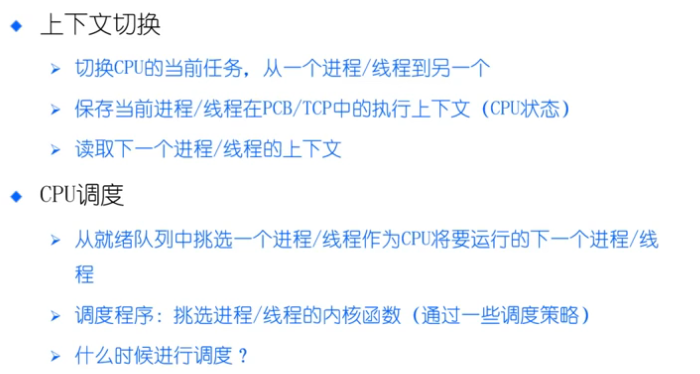 上下文切换
切换CPU的当前任务，从一个进程/线程到另一个
保存当前进程/线程在PCB/TCP中的执行上下文（CPU状态）
读取下一个进程/线程的上下文
CPU调度
从就绪队列中挑选一个进程/线程作为CPU将要运行的下一个进程/线
程
调度程序：挑选进程/线程的内核函数（通过一些调度策略）
什么时候进行调度？